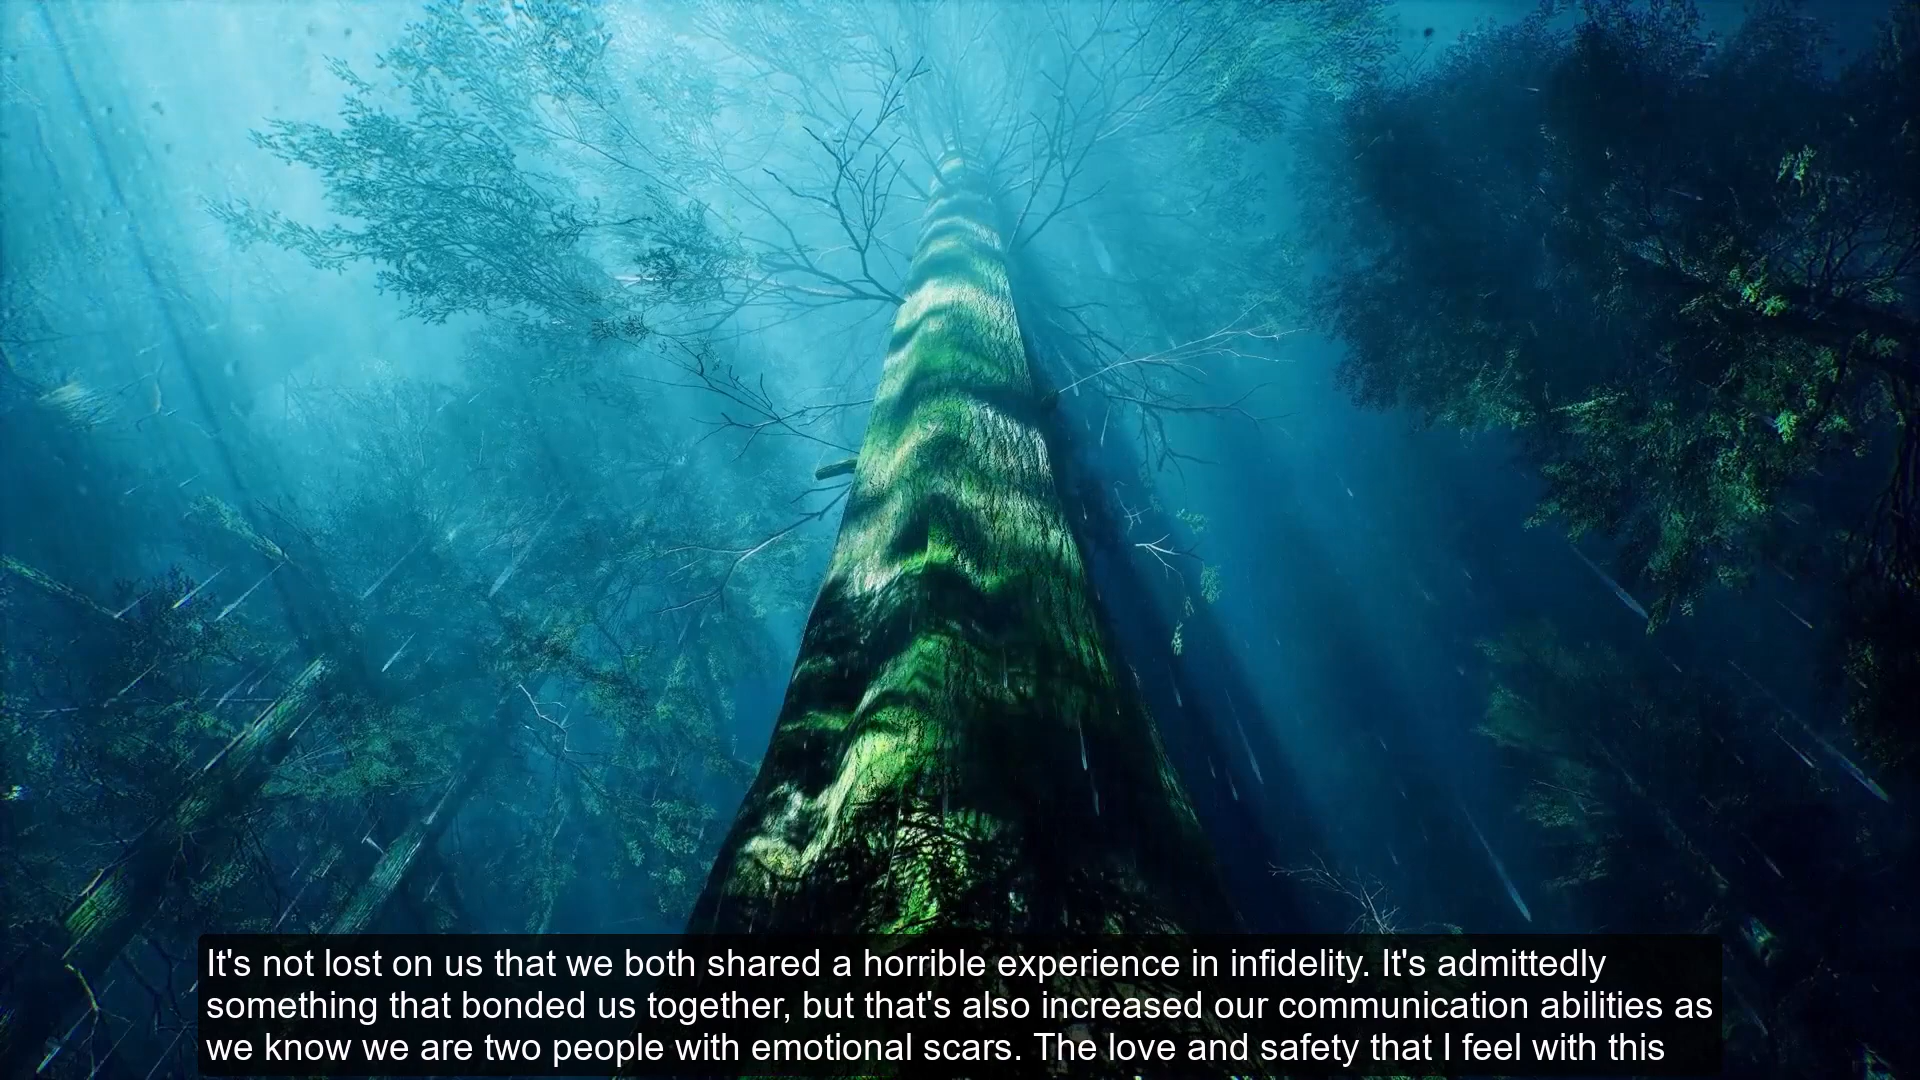 It's not lost on us that we both shared a horrible experience in infidelity. It's admittedly
something that bonded us together, but that's also increased our communication abilities as
we know we are two people with emotional scars. The love and safety that I feel with this